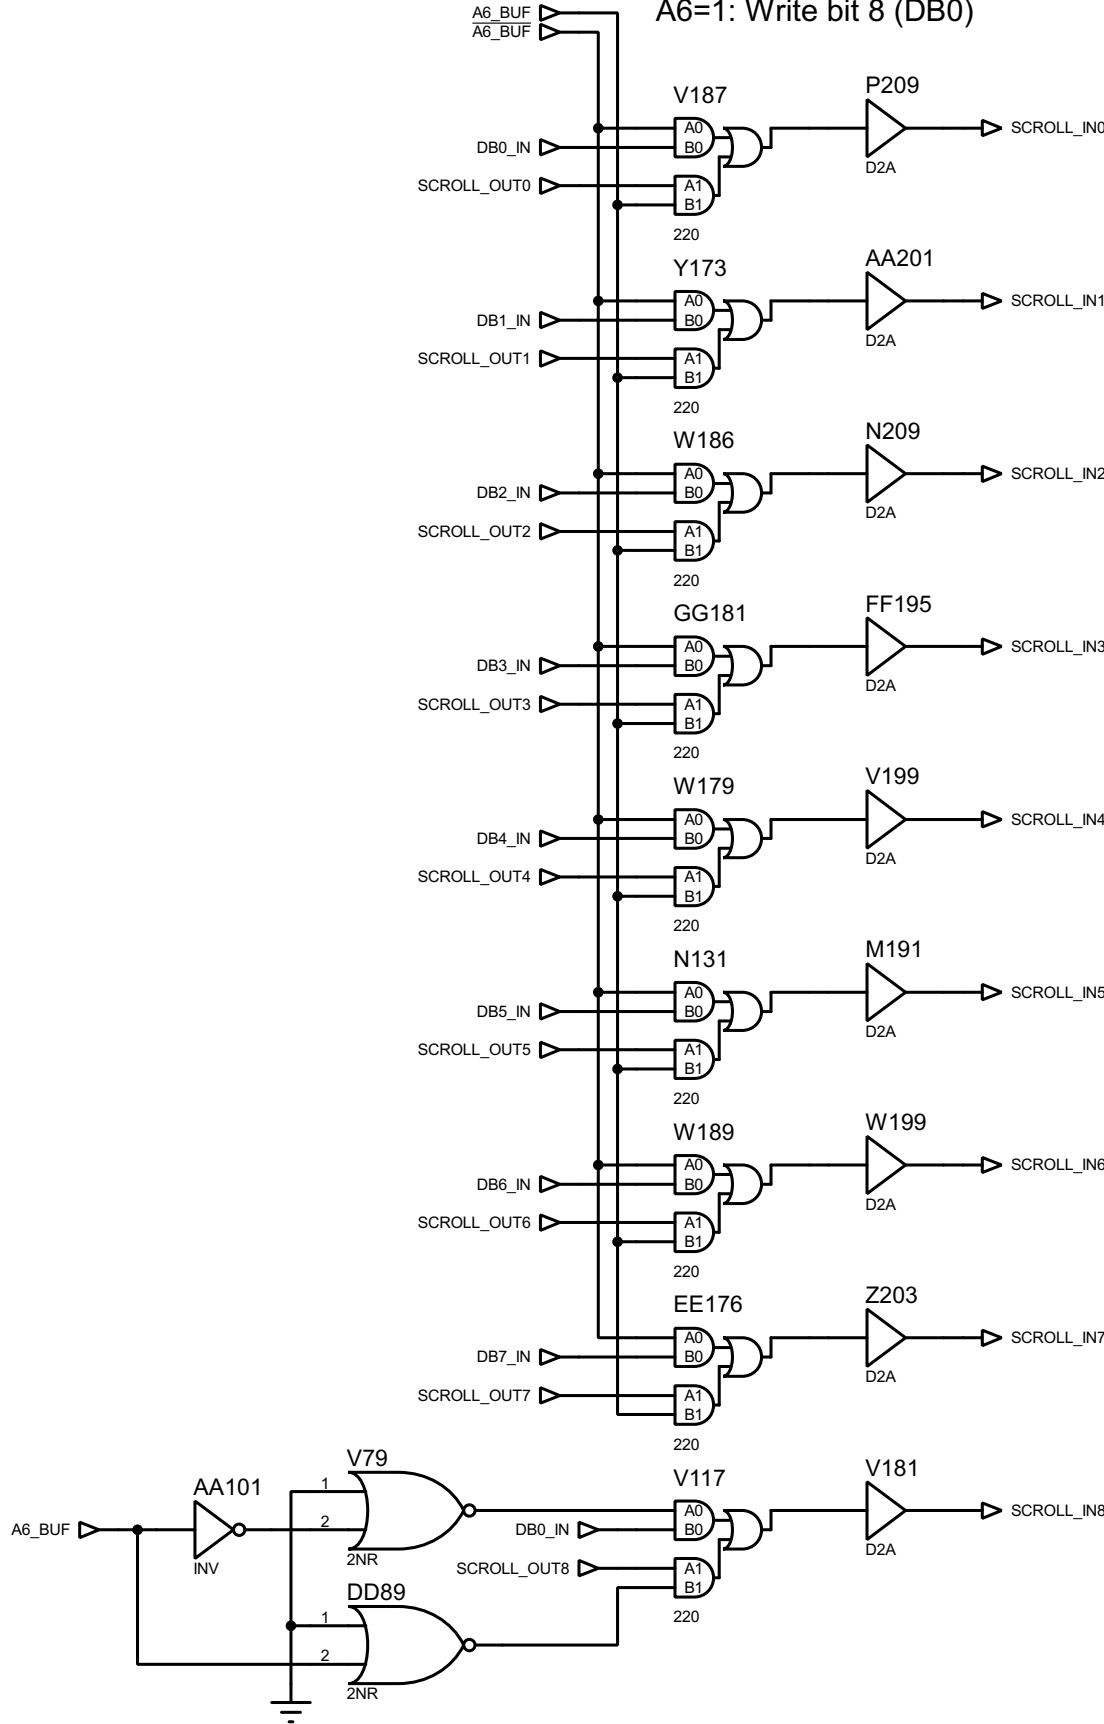 A6=1: Write bit 8 (DB0)
A6_BUF
A6_BUF
V187
P209
A0
B0
DB0_IN
SCROLL_OUT0
A1
B1
220
D2A
SCROLL_IN0
Y173
AA201
A0
B0
DB1_IN
SCROLL_OUT1
A1
B1
220
D2A
SCROLL_IN1
W186
N209
A0
B0
DB2_IN
SCROLL_OUT2
A1
B1
220
D2A
SCROLL_IN2
GG181
FF195
A0
B0
DB3_IN
SCROLL_OUT3
A1
B1
220
D2A
SCROLL_IN3
W179
V199
A0
B0
DB4_IN
SCROLL_OUT4
A1
B1
220
D2A
SCROLL_IN4
N131
M191
A0
B0
DB5_IN
SCROLL_OUT5
A1
B1
220
D2A
SCROLL_IN5
W189
W199
A0
B0
DB6_IN
SCROLL_OUT6
A1
B1
220
D2A
SCROLL_IN6
EE176
Z203
A0
B0
DB7_IN
SCROLL_OUT7
A1
B1
220
D2A
SCROLL_IN7
A6_BUF
AA101
INV
V79
1
2
2NR
DD89
1
2
2NR
V117
V181
A0
B0
DB0_IN
SCROLL_OUT8
A1
B1
220
D2A
SCROLL_IN8